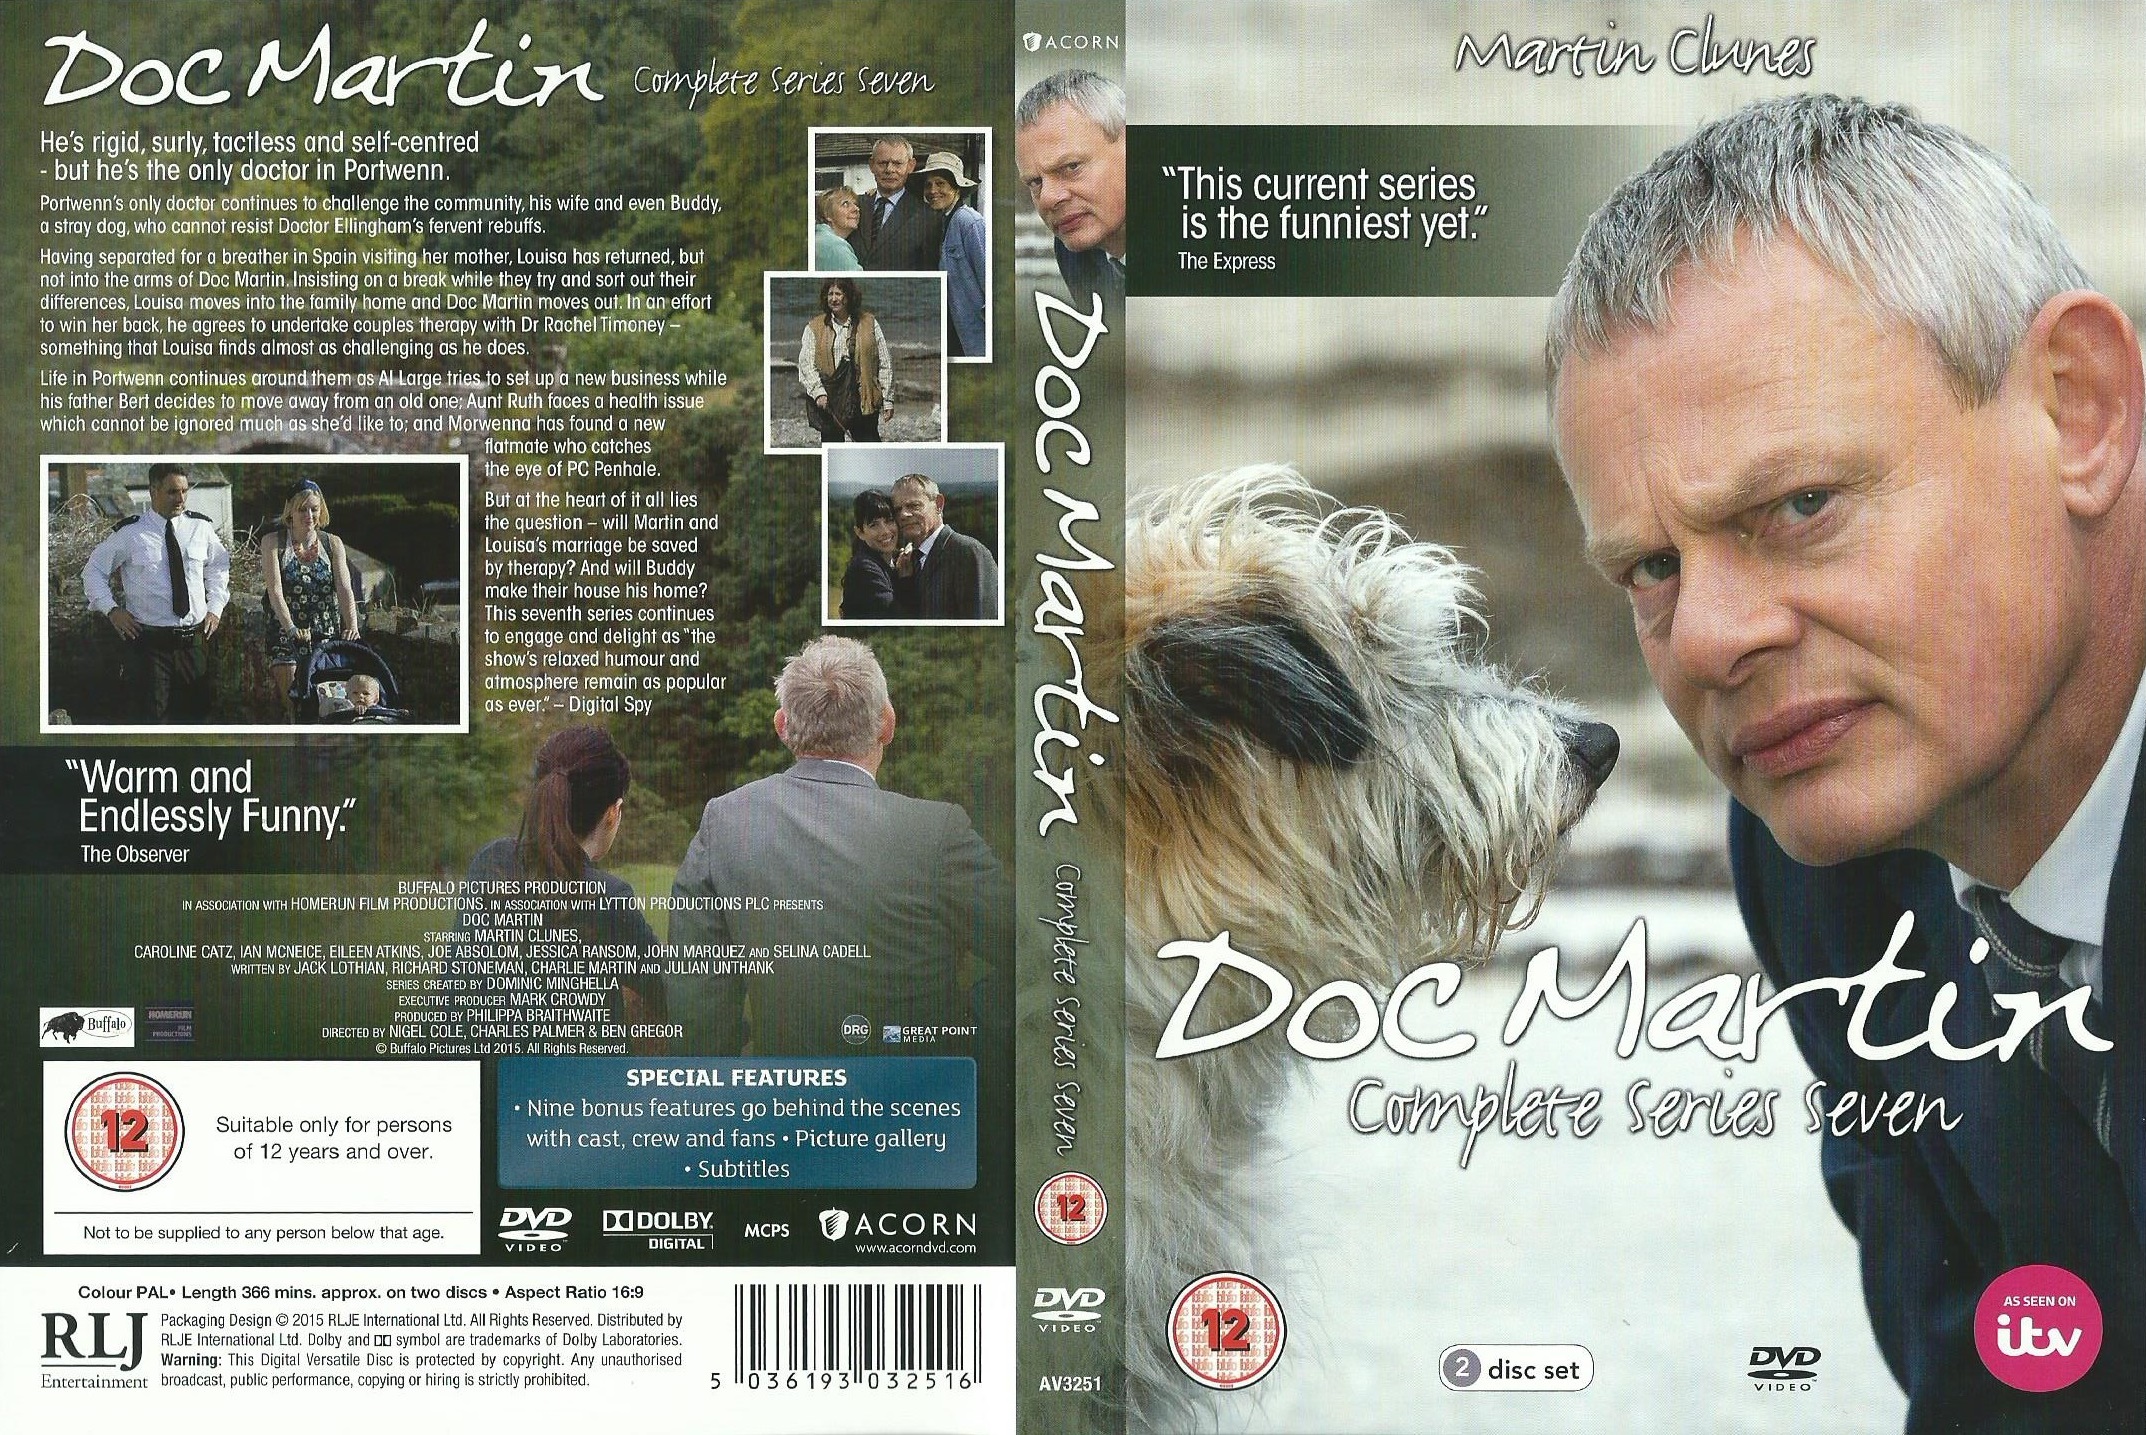 Doc Martin Complete Series Seven
He's rigid, surly, tactless and self-centred
- but he's the only doctor in Portwenn.
Portwenn's only doctor continues to challenge the community, his wife and even Buddy,
a stray dog, who cannot resist Doctor Ellingham's fervent rebuffs.
Having separated for a breather in Spain visiting her mother, Louisa has returned, but
not into the arms of Doc Martin. Insisting on a break while they try and sort out their
differences, Louisa moves into the family home and Doc Martin moves out. In an effort
to win her back, he agrees to undertake couples therapy with Dr Rachel Timoney –
something that Louisa finds almost as challenging as he does.
Life in Portwenn continues around them as Al Large tries to set up a new business while
his father Bert decides to move away from an old one; Aunt Ruth faces a health issue
which cannot be ignored much as she'd like to; and Morwenna has found a new
flatmate who catches
the eye of PC Penhale.
But at the heart of it all lies
the question – will Martin and
Louisa's marriage be saved
by therapy? And will Buddy
make their house his home?
This seventh series continues
to engage and delight as "the
show's relaxed humour and
atmosphere remain as popular
as ever." – Digital Spy
"Warm and
Endlessly Funny."
The Observer
BUFFALO PICTURES PRODUCTION
IN ASSOCIATION WITH HOMERUN FILM PRODUCTIONS. IN ASSOCIATION WITH LYTTON PRODUCTIONS PLC PRESENTS
DOC MARTIN
STARRING MARTIN CLUNES,
CAROLINE CATZ, IAN MCNEICE, EILEEN ATKINS, JOE ABSOLOM, JESSICA RANSOM, JOHN MARQUEZ AND SELINA CADELL
WRITTEN BY JACK LOTHIAN, RICHARD STONEMAN, CHARLIE MARTIN AND JULIAN UNTHANK
SERIES CREATED BY DOMINIC MINGHELLA
EXECUTIVE PRODUCER MARK CROWDY
PRODUCED BY PHILIPPA BRAITHWAITE
DIRECTED BY NIGEL COLE, CHARLES PALMER & BEN GREGOR
© Buffalo Pictures Ltd 2015. All Rights Reserved.
Buffalo
HOMERUN
FILM
PRODUCTIONS
DRG
GREAT POINT
MEDIA
12
Suitable only for persons
of 12 years and over.
Not to be supplied to any person below that age.
SPECIAL FEATURES
• Nine bonus features go behind the scenes
with cast, crew and fans • Picture gallery
• Subtitles
DVD
VIDEO
DOLBY
DIGITAL
MCPS
ACORN
www.acorndvd.com
Colour PAL• Length 366 mins. approx. on two discs • Aspect Ratio 16:9
RLJ
Entertainment
Packaging Design © 2015 RLJE International Ltd. All Rights Reserved. Distributed by
RLJE International Ltd. Dolby and symbol are trademarks of Dolby Laboratories.
Warning: This Digital Versatile Disc is protected by copyright. Any unauthorised
broadcast, public performance, copying or hiring is strictly prohibited.
5 036193 032516
ACORN
Doc Martin
Complete Series Seven
12
DVD
VIDEO
AV3251
Martin Clunes
"This current series
is the funniest yet."
The Express
Doc Martin
Complete Series Seven
12
2 disc set
DVD
VIDEO
AS SEEN ON
itv